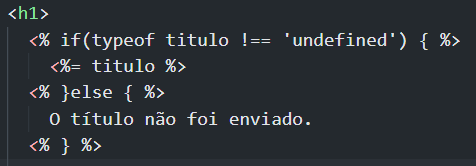 <h1>
<% if(typeof titulo !== 'undefined') { %>
<%= titulo %>
<% }else { %>
O título não foi enviado.
<% } %>